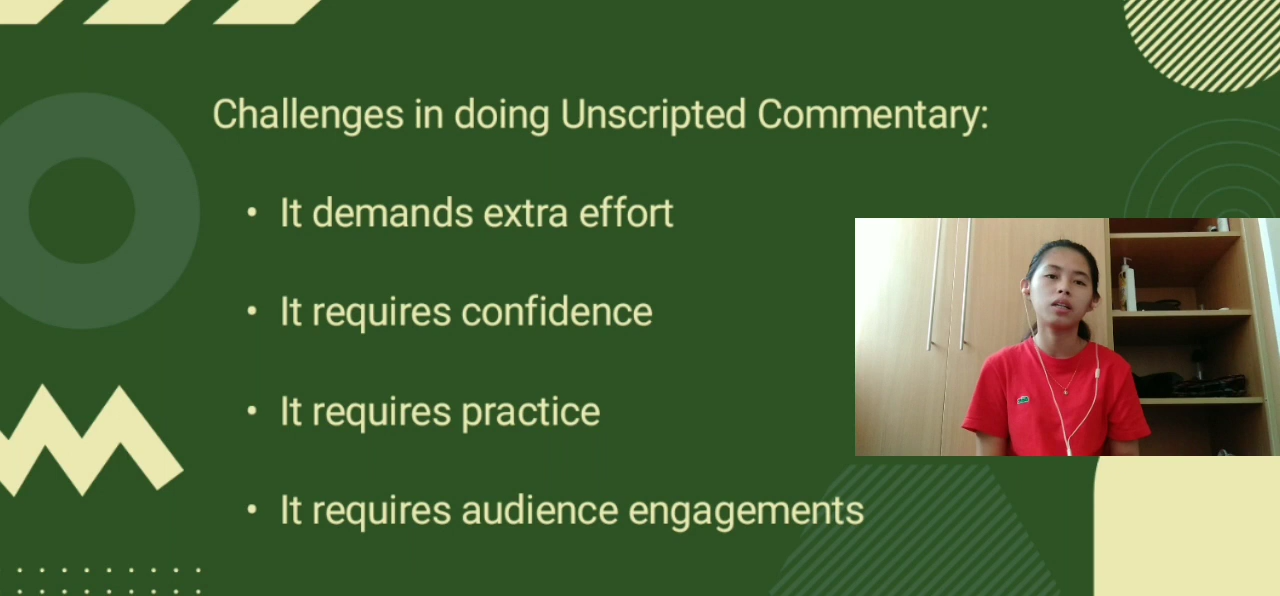 Challenges in doing Unscripted Commentary:
• It demands extra effort
• It requires confidence
• It requires practice
• It requires audience engagements